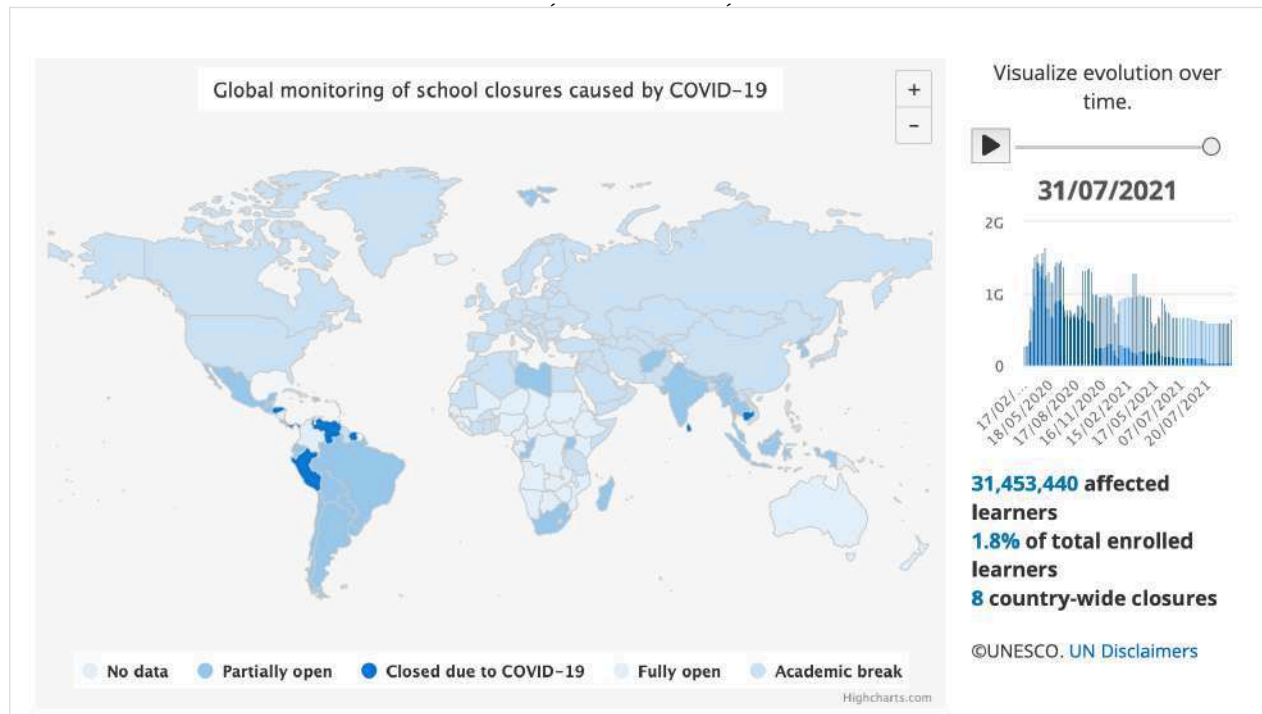 Global monitoring of school closures caused by COVID-19
+
−
Visualize evolution over
time.
31/07/2021
2G
1G
0
17/02/...
18/05/2020
17/08/2020
16/11/2020
15/02/2021
17/05/2021
07/07/2021
20/07/2021
31,453,440 affected
learners
1.8% of total enrolled
learners
8 country-wide closures
©UNESCO. UN Disclaimers
No data Partially open Closed due to COVID-19 Fully open Academic break
Highcharts.com